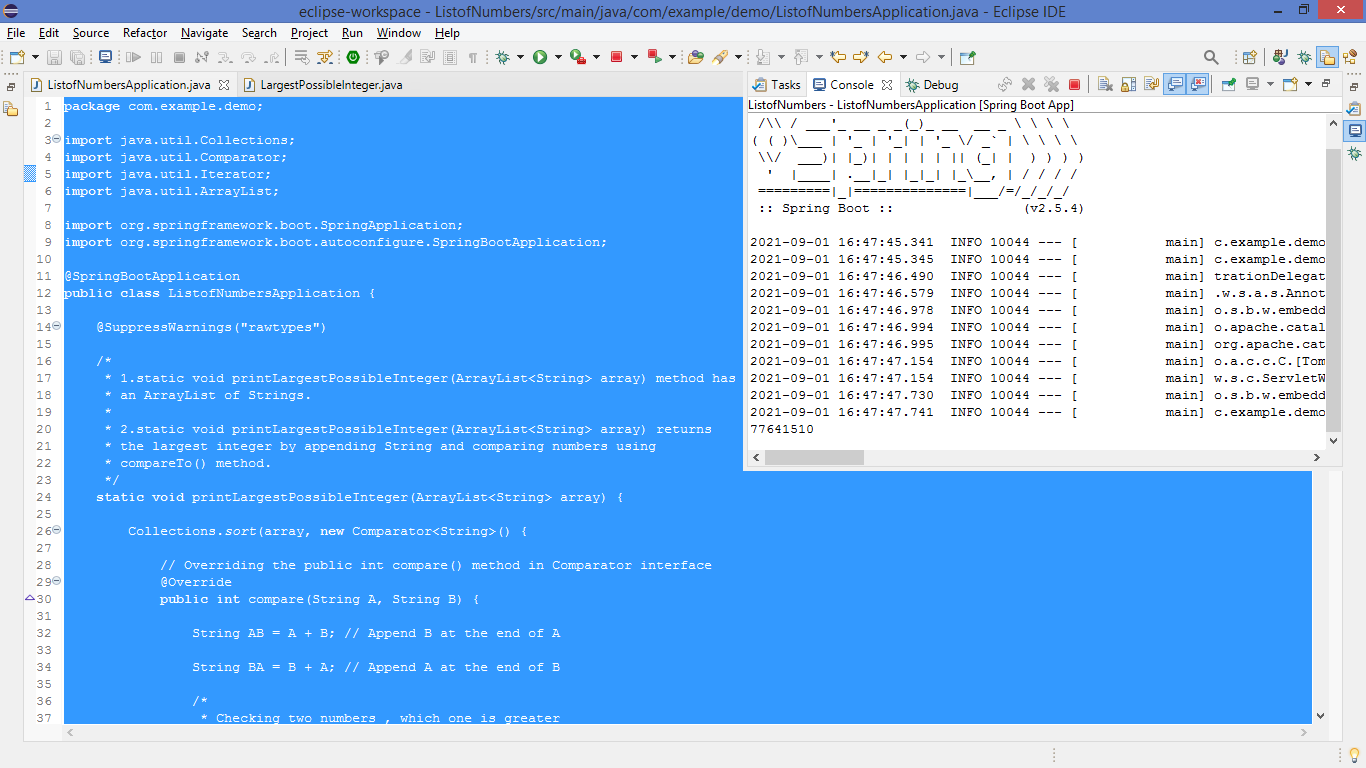 eclipse-workspace - ListofNumbers/src/main/java/com/example/demo/ListofNumbersApplication.java - Eclipse IDE
File Edit Source Refactor Navigate Search Project Run Window Help
ListofNumbersApplication.java LargestPossibleInteger.java
1 package com.example.demo;
2
3 import java.util.Collections;
4 import java.util.Comparator;
5 import java.util.Iterator;
6 import java.util.ArrayList;
7
8 import org.springframework.boot.SpringApplication;
9 import org.springframework.boot.autoconfigure.SpringBootApplication;
10
11 @SpringBootApplication
12 public class ListofNumbersApplication {
13
14 @SuppressWarnings("rawtypes")
15
16 /*
17 * 1.static void printLargestPossibleInteger(ArrayList<String> array) method has
18 * an ArrayList of Strings.
19 *
20 * 2.static void printLargestPossibleInteger(ArrayList<String> array) returns
21 * the largest integer by appending String and comparing numbers using
22 * compareTo() method.
23 */
24 static void printLargestPossibleInteger(ArrayList<String> array) {
25
26 Collections.sort(array, new Comparator<String>() {
27
28 // Overriding the public int compare() method in Comparator interface
29 @Override
30 public int compare(String A, String B) {
31
32 String AB = A + B; // Append B at the end of A
33
34 String BA = B + A; // Append A at the end of B
35
36 /*
37 * Checking two numbers , which one is greater
Tasks Console Debug
ListofNumbers - ListofNumbersApplication [Spring Boot App]
 /\\ / ___'_ __ _ _(_)_ __  __ _ \ \ \ \
( ( )\___ | '_ | '_| | '_ \/ _` | \ \ \ \
 \\/  ___)| |_)| | | | | || (_| |  ) ) ) )
  '  |____| .__|_| |_|_| |_\__, | / / / /
 =========|_|==============|___/=/_/_/_/
 :: Spring Boot ::                (v2.5.4)
2021-09-01 16:47:45.341  INFO 10044 --- [           main] c.example.demo
2021-09-01 16:47:45.345  INFO 10044 --- [           main] c.example.demo
2021-09-01 16:47:46.490  INFO 10044 --- [           main] trationDelegat
2021-09-01 16:47:46.579  INFO 10044 --- [           main] .w.s.a.s.Annot
2021-09-01 16:47:46.978  INFO 10044 --- [           main] o.s.b.w.embedd
2021-09-01 16:47:46.994  INFO 10044 --- [           main] o.apache.catal
2021-09-01 16:47:46.995  INFO 10044 --- [           main] org.apache.cat
2021-09-01 16:47:47.154  INFO 10044 --- [           main] o.a.c.c.C.[Tom
2021-09-01 16:47:47.154  INFO 10044 --- [           main] w.s.c.ServletW
2021-09-01 16:47:47.730  INFO 10044 --- [           main] o.s.b.w.embedd
2021-09-01 16:47:47.741  INFO 10044 --- [           main] c.example.demo
77641510